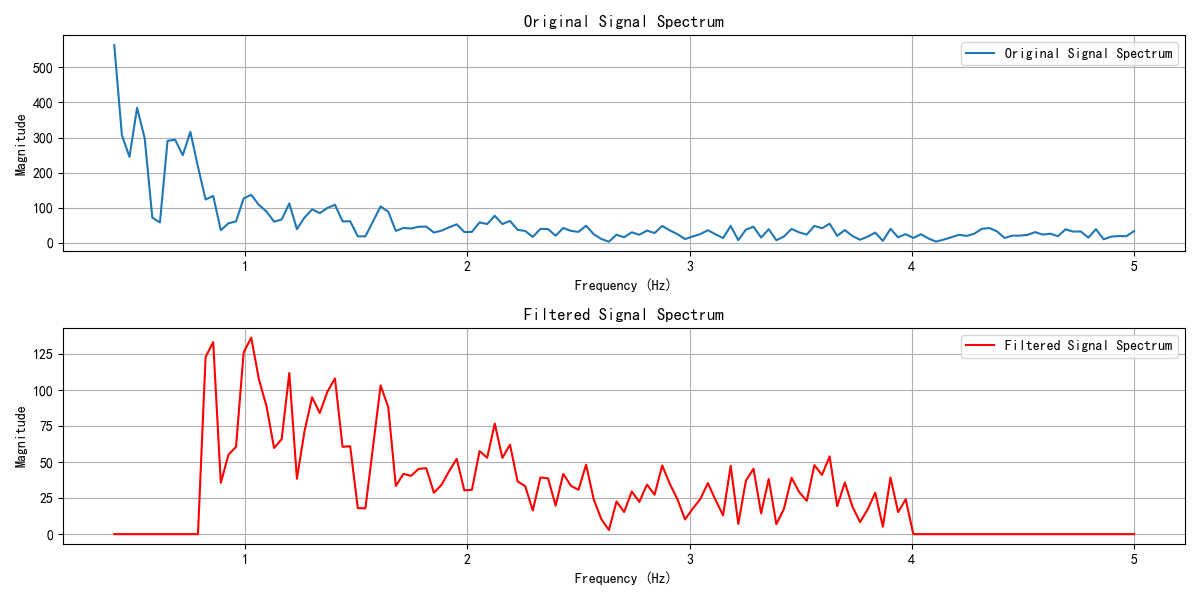 Original Signal Spectrum
Original Signal Spectrum
500
400
300
200
100
0
Magnitude
1 2 3 4 5
Frequency (Hz)
Filtered Signal Spectrum
Filtered Signal Spectrum
125
100
75
50
25
0
Magnitude
1 2 3 4 5
Frequency (Hz)